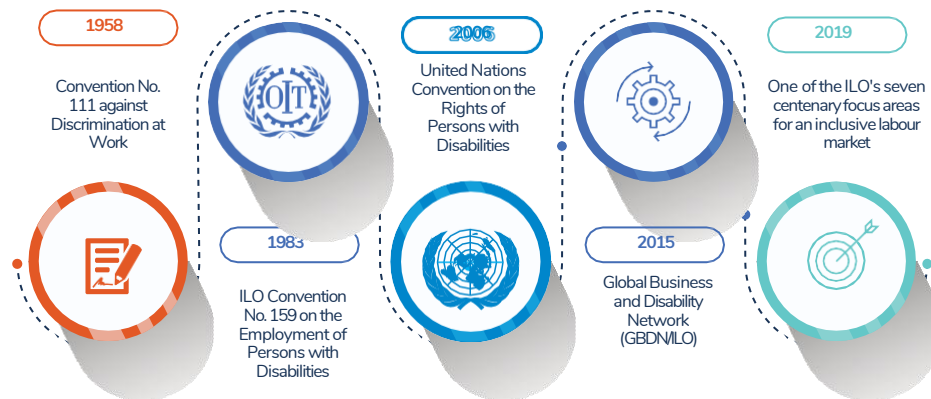 1958
Convention No.
111 against
Discrimination at
Work
OIT
1983
ILO Convention
No. 159 on the
Employment of
Persons with
Disabilities
2006
United Nations
Convention on the
Rights of
Persons with
Disabilities
2015
Global Business
and Disability
Network
(GBDN/ILO)
2019
One of the ILO's seven
centenary focus areas
for an inclusive labour
market